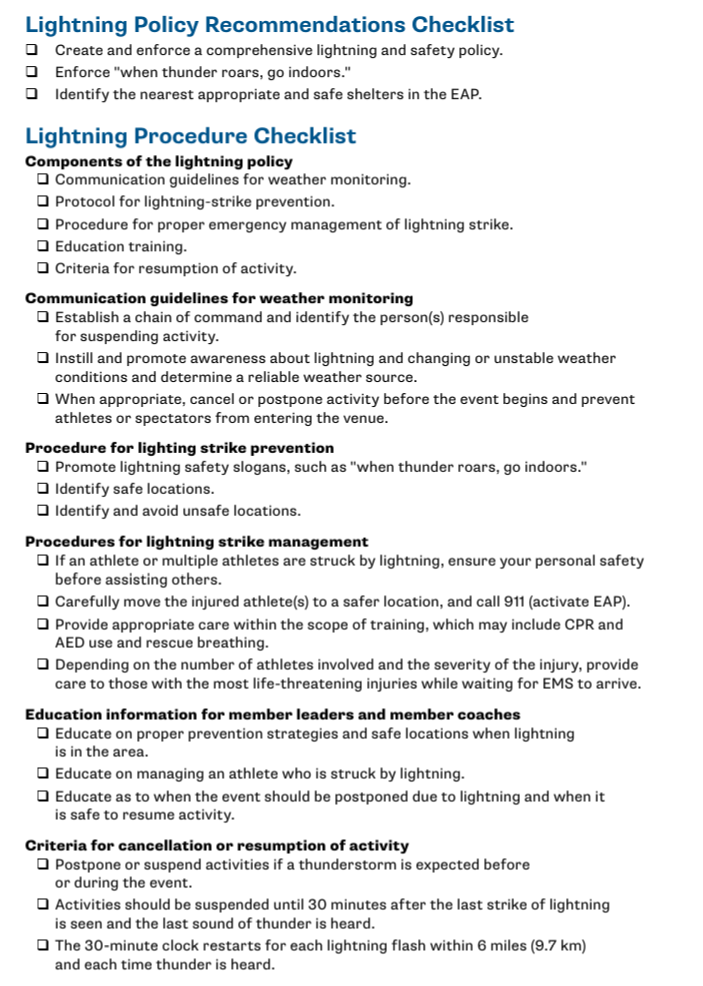 Lightning Policy Recommendations Checklist
❑ Create and enforce a comprehensive lightning and safety policy.
❑ Enforce "when thunder roars, go indoors."
❑ Identify the nearest appropriate and safe shelters in the EAP.
Lightning Procedure Checklist
Components of the lightning policy
❑ Communication guidelines for weather monitoring.
❑ Protocol for lightning-strike prevention.
❑ Procedure for proper emergency management of lightning strike.
❑ Education training.
❑ Criteria for resumption of activity.
Communication guidelines for weather monitoring
❑ Establish a chain of command and identify the person(s) responsible
for suspending activity.
❑ Instill and promote awareness about lightning and changing or unstable weather
conditions and determine a reliable weather source.
❑ When appropriate, cancel or postpone activity before the event begins and prevent
athletes or spectators from entering the venue.
Procedure for lighting strike prevention
❑ Promote lightning safety slogans, such as "when thunder roars, go indoors."
❑ Identify safe locations.
❑ Identify and avoid unsafe locations.
Procedures for lightning strike management
❑ If an athlete or multiple athletes are struck by lightning, ensure your personal safety
before assisting others.
❑ Carefully move the injured athlete(s) to a safer location, and call 911 (activate EAP).
❑ Provide appropriate care within the scope of training, which may include CPR and
AED use and rescue breathing.
❑ Depending on the number of athletes involved and the severity of the injury, provide
care to those with the most life-threatening injuries while waiting for EMS to arrive.
Education information for member leaders and member coaches
❑ Educate on proper prevention strategies and safe locations when lightning
is in the area.
❑ Educate on managing an athlete who is struck by lightning.
❑ Educate as to when the event should be postponed due to lightning and when it
is safe to resume activity.
Criteria for cancellation or resumption of activity
❑ Postpone or suspend activities if a thunderstorm is expected before
or during the event.
❑ Activities should be suspended until 30 minutes after the last strike of lightning
is seen and the last sound of thunder is heard.
❑ The 30-minute clock restarts for each lightning flash within 6 miles (9.7 km)
and each time thunder is heard.